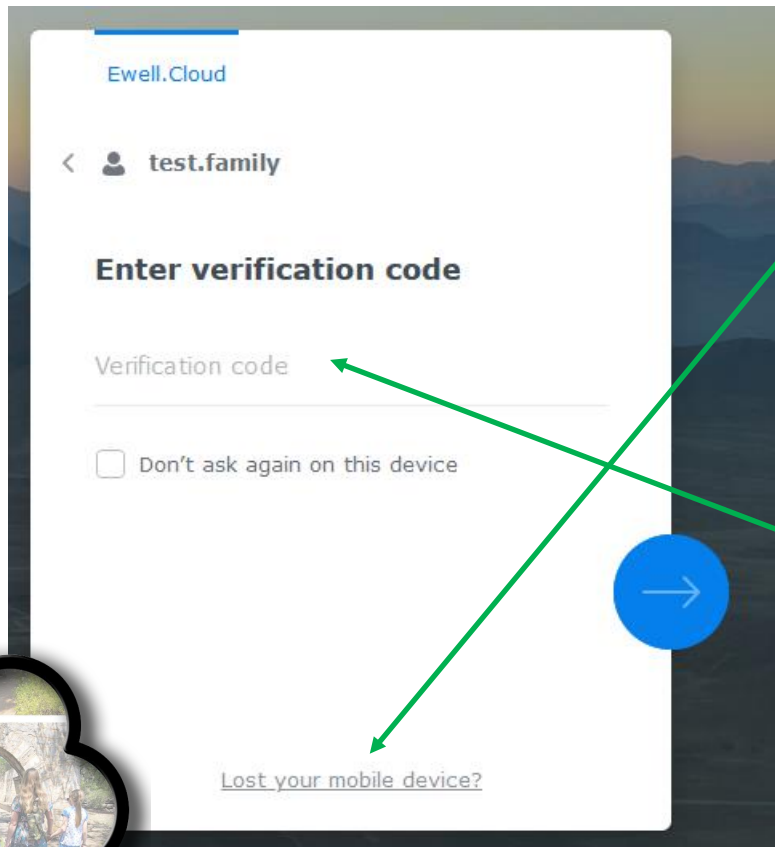 Ewell.Cloud
test.family
Enter verification code
Verification code
Don't ask again on this device
Lost your mobile device?